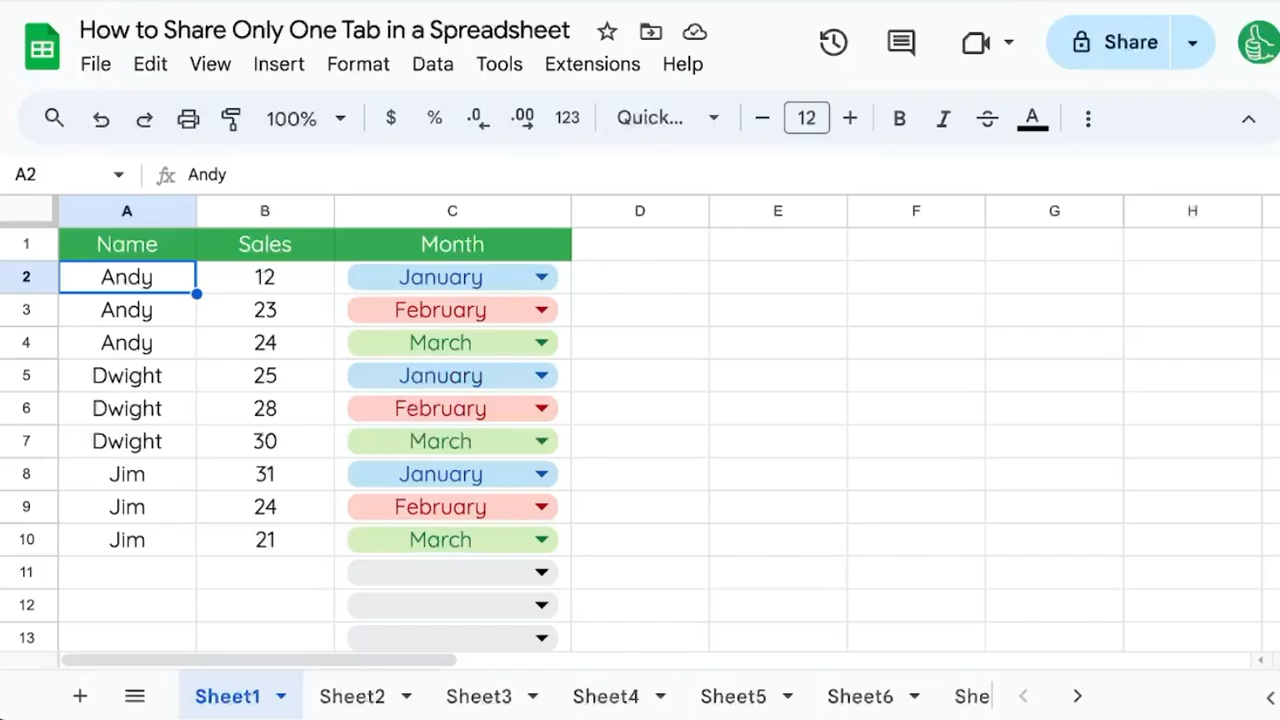 How to Share Only One Tab in a Spreadsheet
File Edit View Insert Format Data Tools Extensions Help
Share
100% $ % .0 .00 123 Quick... 12 B I A
A2 fx Andy
A B C D E F G H
1 Name Sales Month
2 Andy 12 January
3 Andy 23 February
4 Andy 24 March
5 Dwight 25 January
6 Dwight 28 February
7 Dwight 30 March
8 Jim 31 January
9 Jim 24 February
10 Jim 21 March
11
12
13
Sheet1 Sheet2 Sheet3 Sheet4 Sheet5 Sheet6 She